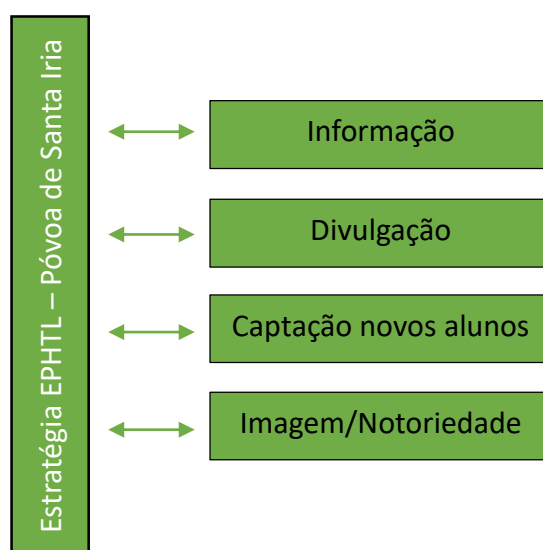 Estratégia EPHTL – Póvoa de Santa Iria
Informação
Divulgação
Captação novos alunos
Imagem/Notoriedade